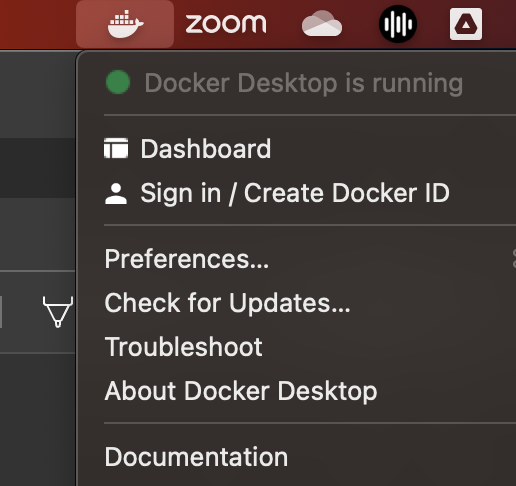 zoom
Docker Desktop is running
Dashboard
Sign in / Create Docker ID
Preferences...
Check for Updates...
Troubleshoot
About Docker Desktop
Documentation